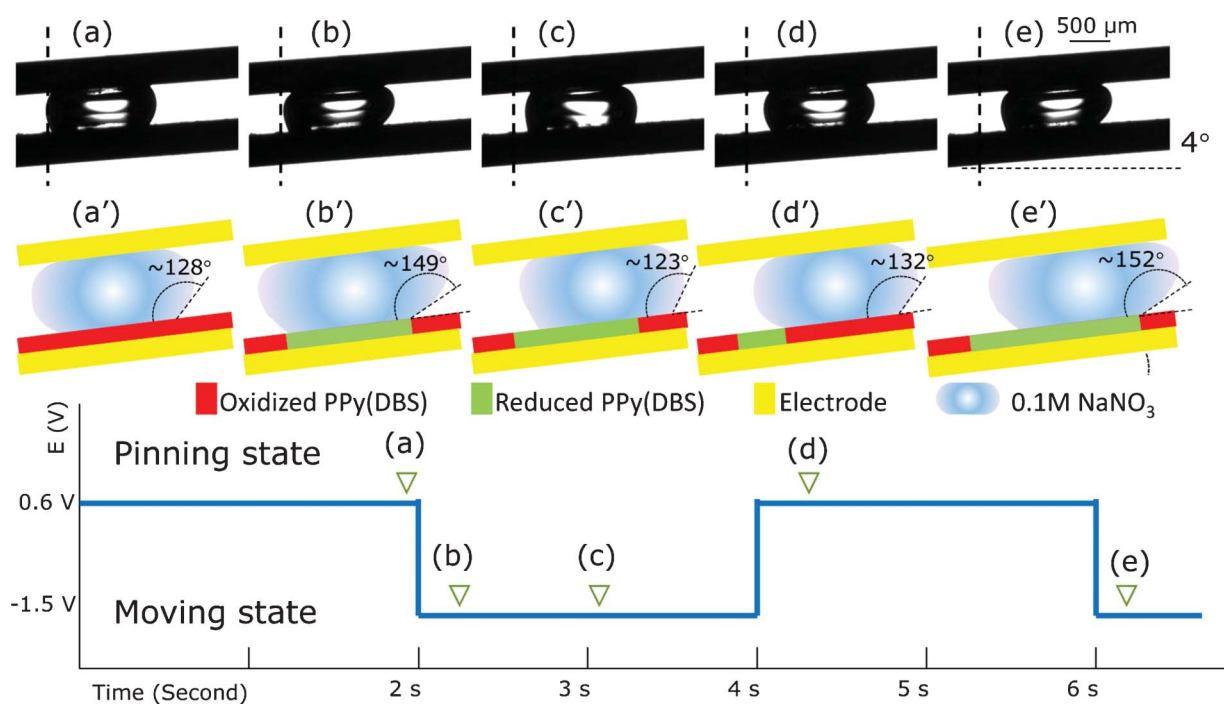 (a) (b) (c) (d) (e) 500 µm
4°
(a') (b') (c') (d') (e')
~128° ~149° ~123° ~132° ~152°
Oxidized PPy(DBS) Reduced PPy(DBS) Electrode 0.1M NaNO₃
E (V)
Pinning state (a) (d)
0.6 V
(b) (c) (e)
-1.5 V
Moving state
Time (Second) 2 s 3 s 4 s 5 s 6 s